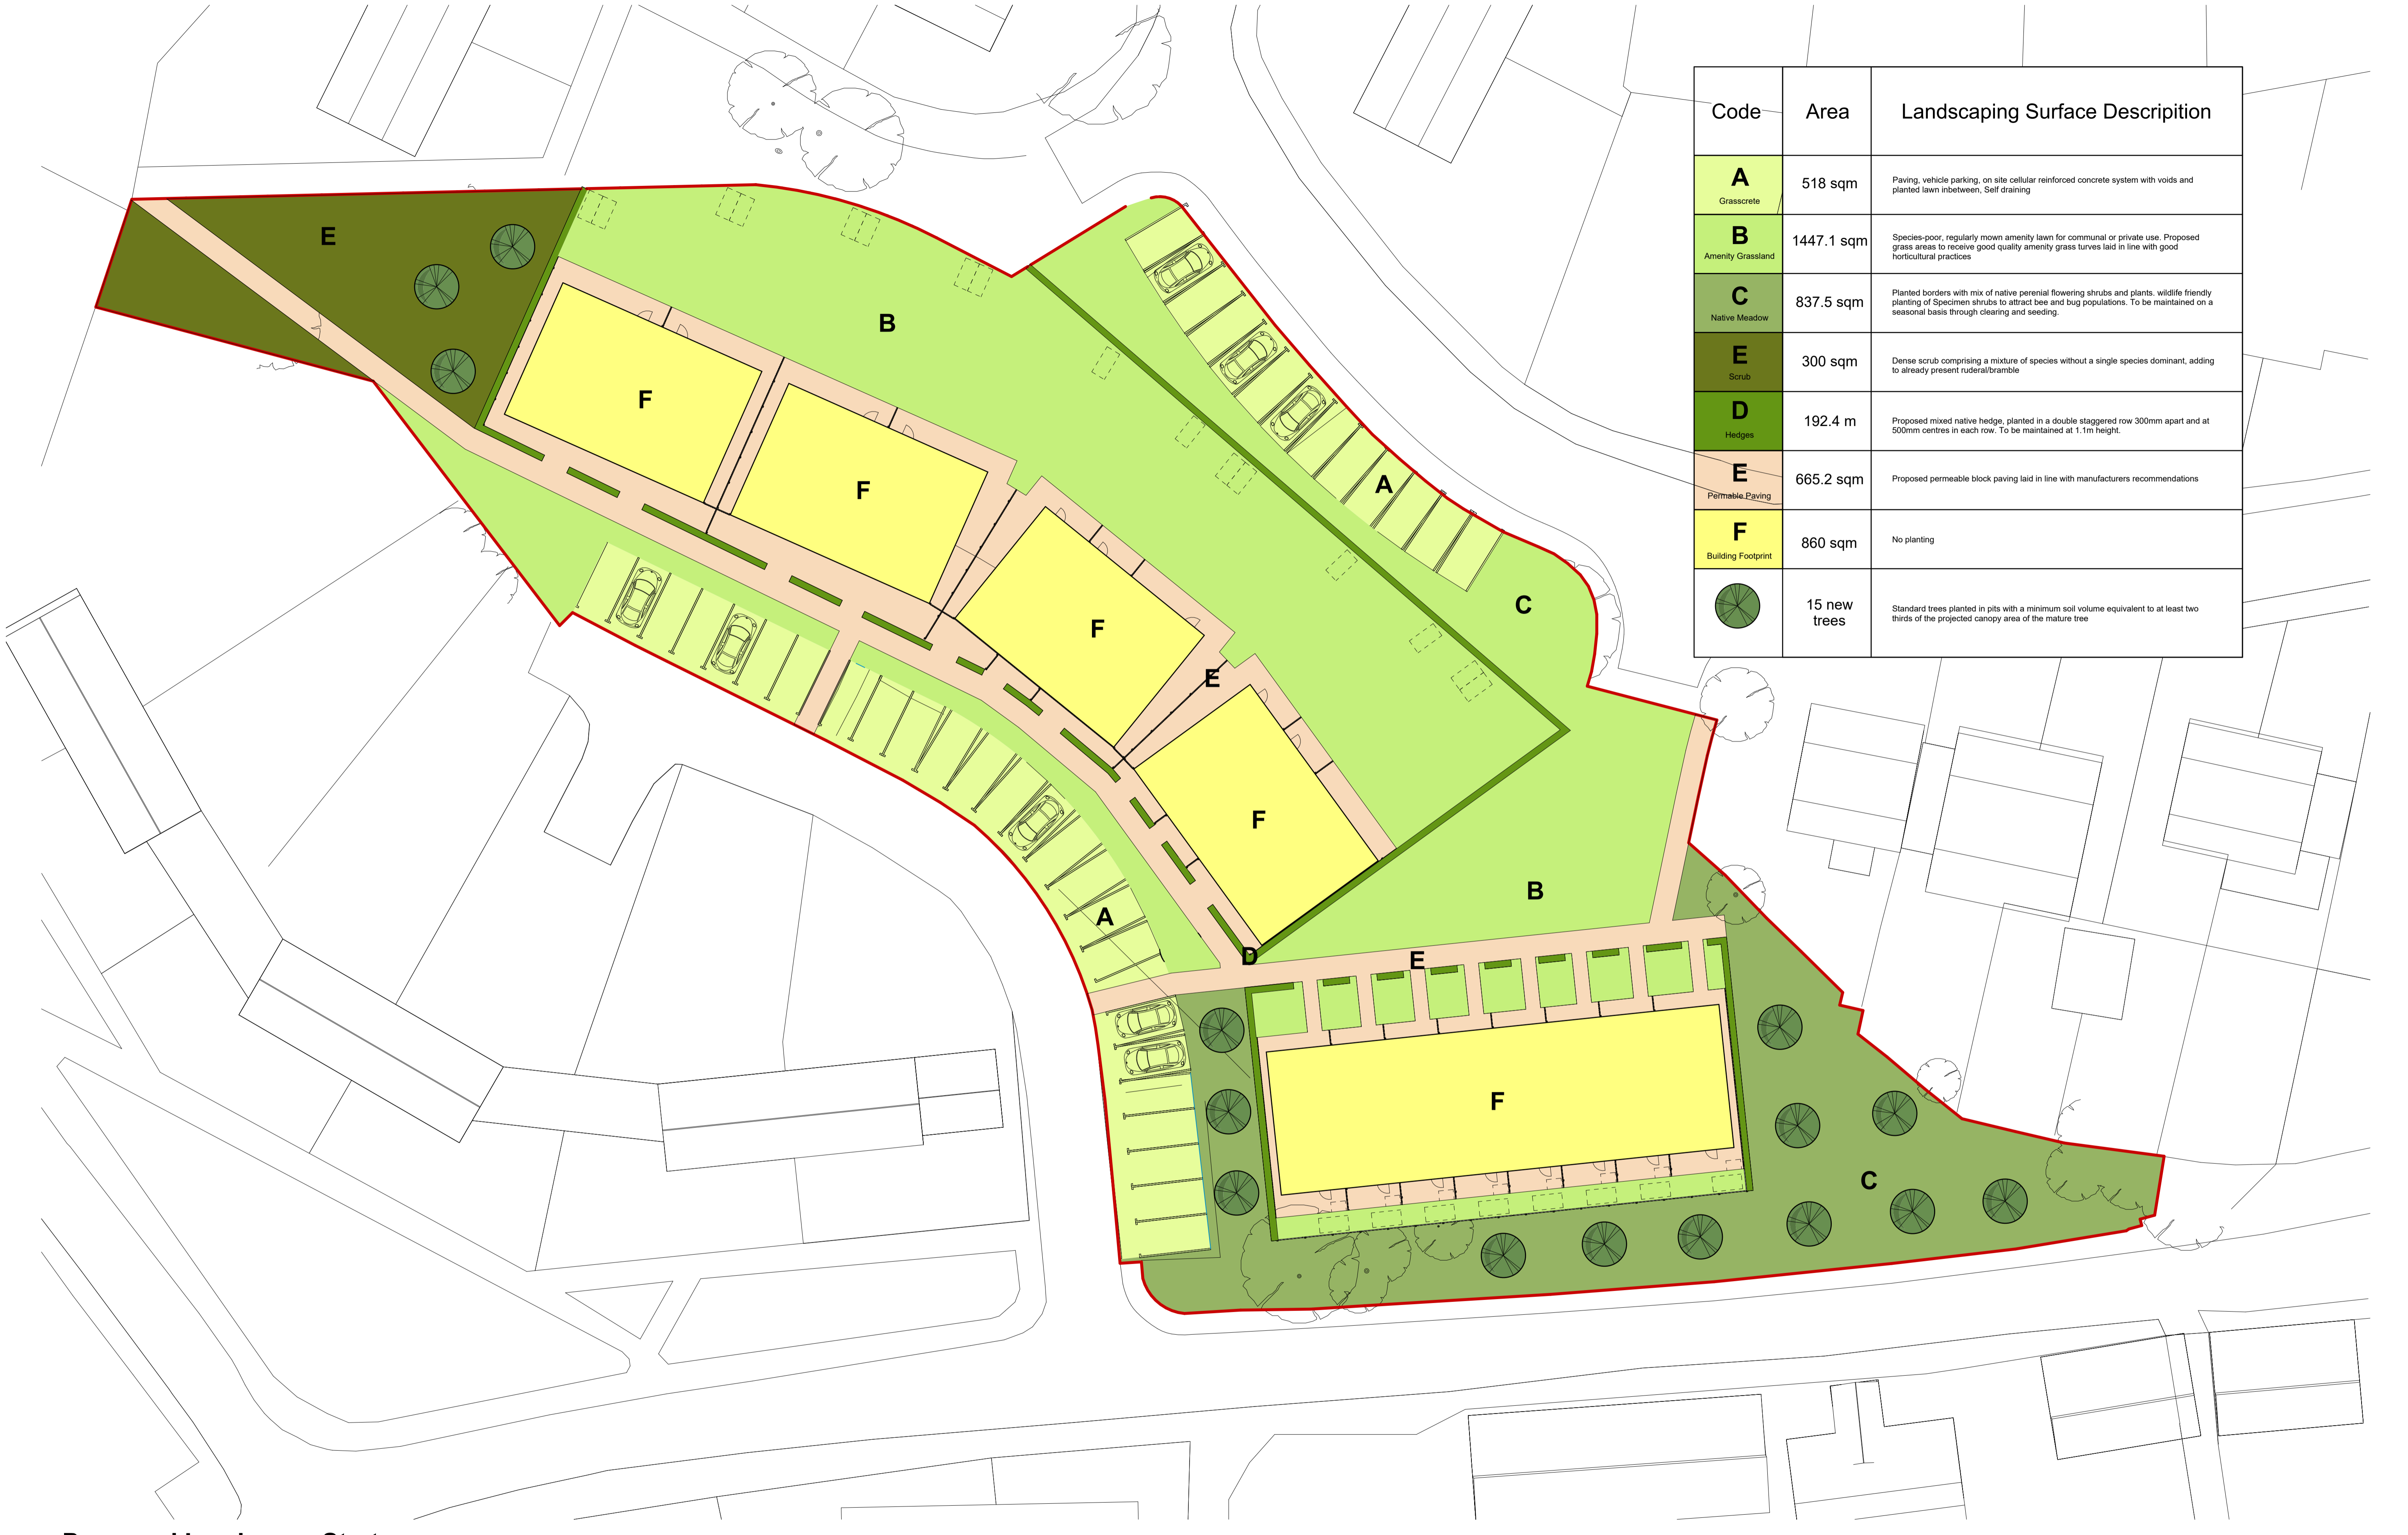 Code Area Landscaping Surface Descripition
A
Grasscrete
518 sqm
Paving, vehicle parking, on site cellular reinforced concrete system with voids and
planted lawn inbetween, Self draining
B
Amenity Grassland
1447.1 sqm
Species-poor, regularly mown amenity lawn for communal or private use. Proposed
grass areas to receive good quality amenity grass turves laid in line with good
horticultural practices
C
Native Meadow
837.5 sqm
Planted borders with mix of native perenial flowering shrubs and plants. wildlife friendly
planting of Specimen shrubs to attract bee and bug populations. To be maintained on a
seasonal basis through clearing and seeding.
E
Scrub
300 sqm
Dense scrub comprising a mixture of species without a single species dominant, adding
to already present ruderal/bramble
D
Hedges
192.4 m
Proposed mixed native hedge, planted in a double staggered row 300mm apart and at
500mm centres in each row. To be maintained at 1.1m height.
E
Permable Paving
665.2 sqm
Proposed permeable block paving laid in line with manufacturers recommendations
F
Building Footprint
860 sqm
No planting
15 new
trees
Standard trees planted in pits with a minimum soil volume equivalent to at least two
thirds of the projected canopy area of the mature tree
E
B
F
F
A
C
F
E
F
B
A
D
E
F
C